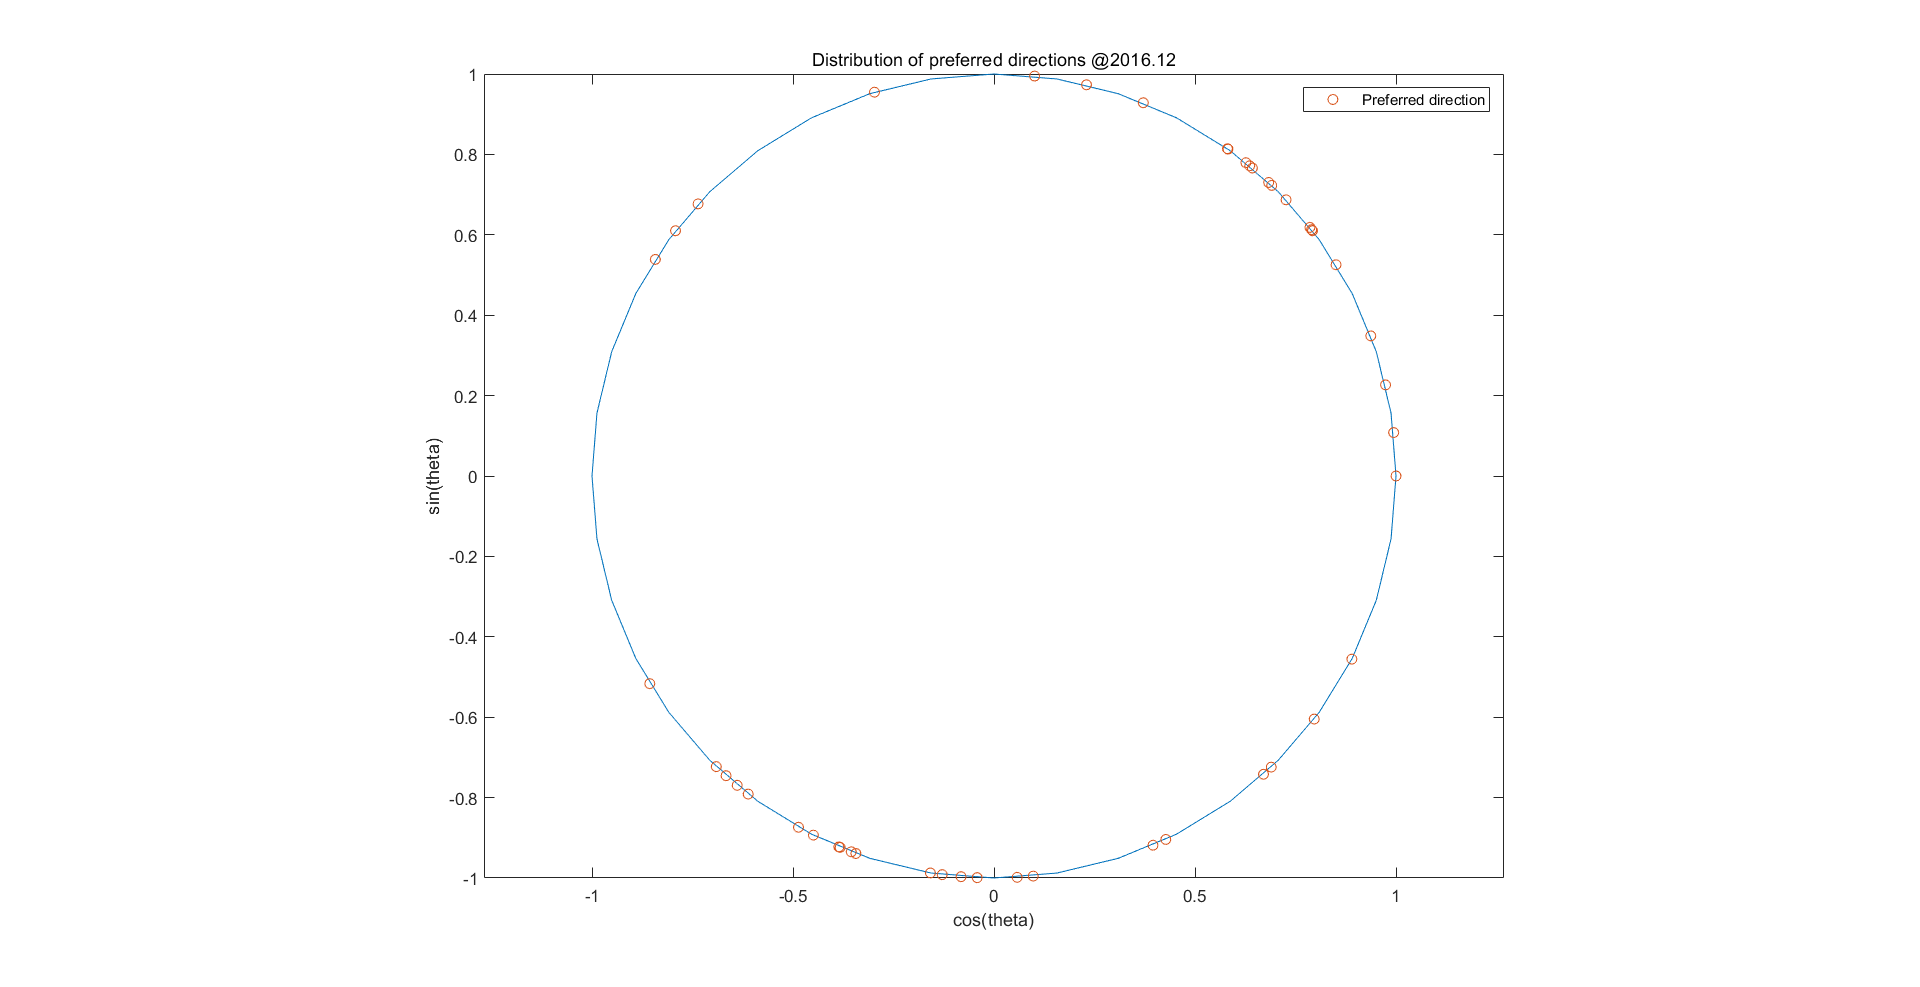 Distribution of preferred directions @2016.12
Preferred direction
1
0.8
0.6
0.4
0.2
0
-0.2
-0.4
-0.6
-0.8
-1
sin(theta)
-1 -0.5 0 0.5 1
cos(theta)